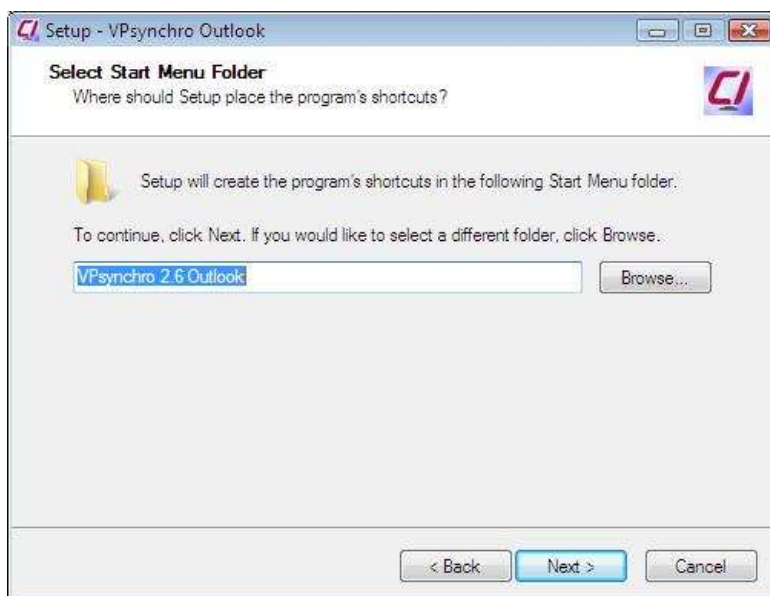 CI Setup - VPsynchro Outlook
Select Start Menu Folder
Where should Setup place the program's shortcuts?
CI
Setup will create the program's shortcuts in the following Start Menu folder.
To continue, click Next. If you would like to select a different folder, click Browse.
VPsynchro 2.6 Outlook
Browse...
< Back
Next >
Cancel